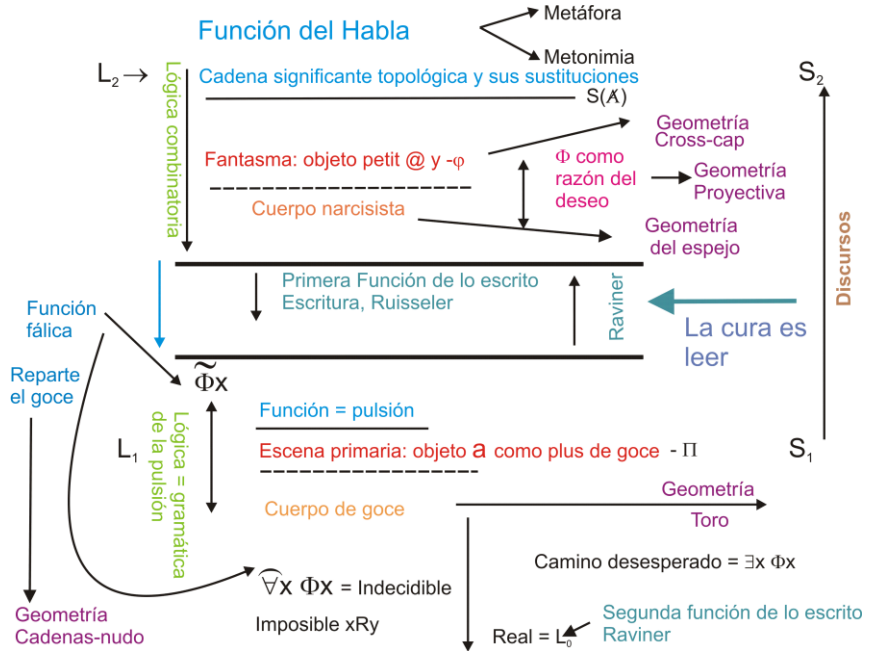 Función del Habla
Metáfora
Metonimia
L₂ →
Lógica combinatoria
Cadena significante topológica y sus sustituciones
S(Ⱥ)
S₂
Fantasma: objeto petit @ y -φ
Cuerpo narcisista
Φ como
razón del
deseo
Geometría
Cross-cap
Geometría
Proyectiva
Geometría
del espejo
Discursos
Primera Función de lo escrito
Escritura, Ruisseler
Raviner
La cura es
leer
Función
fálica
Reparte
el goce
Φ̃x
L₁
Lógica = gramática
de la pulsión
Función = pulsión
Escena primaria: objeto a como plus de goce - Π
S₁
Cuerpo de goce
Geometría
Toro
Camino desesperado = ∃x Φx
∀̑x Φx = Indecidible
Imposible xRy
Geometría
Cadenas-nudo
Real = L₀
Segunda función de lo escrito
Raviner